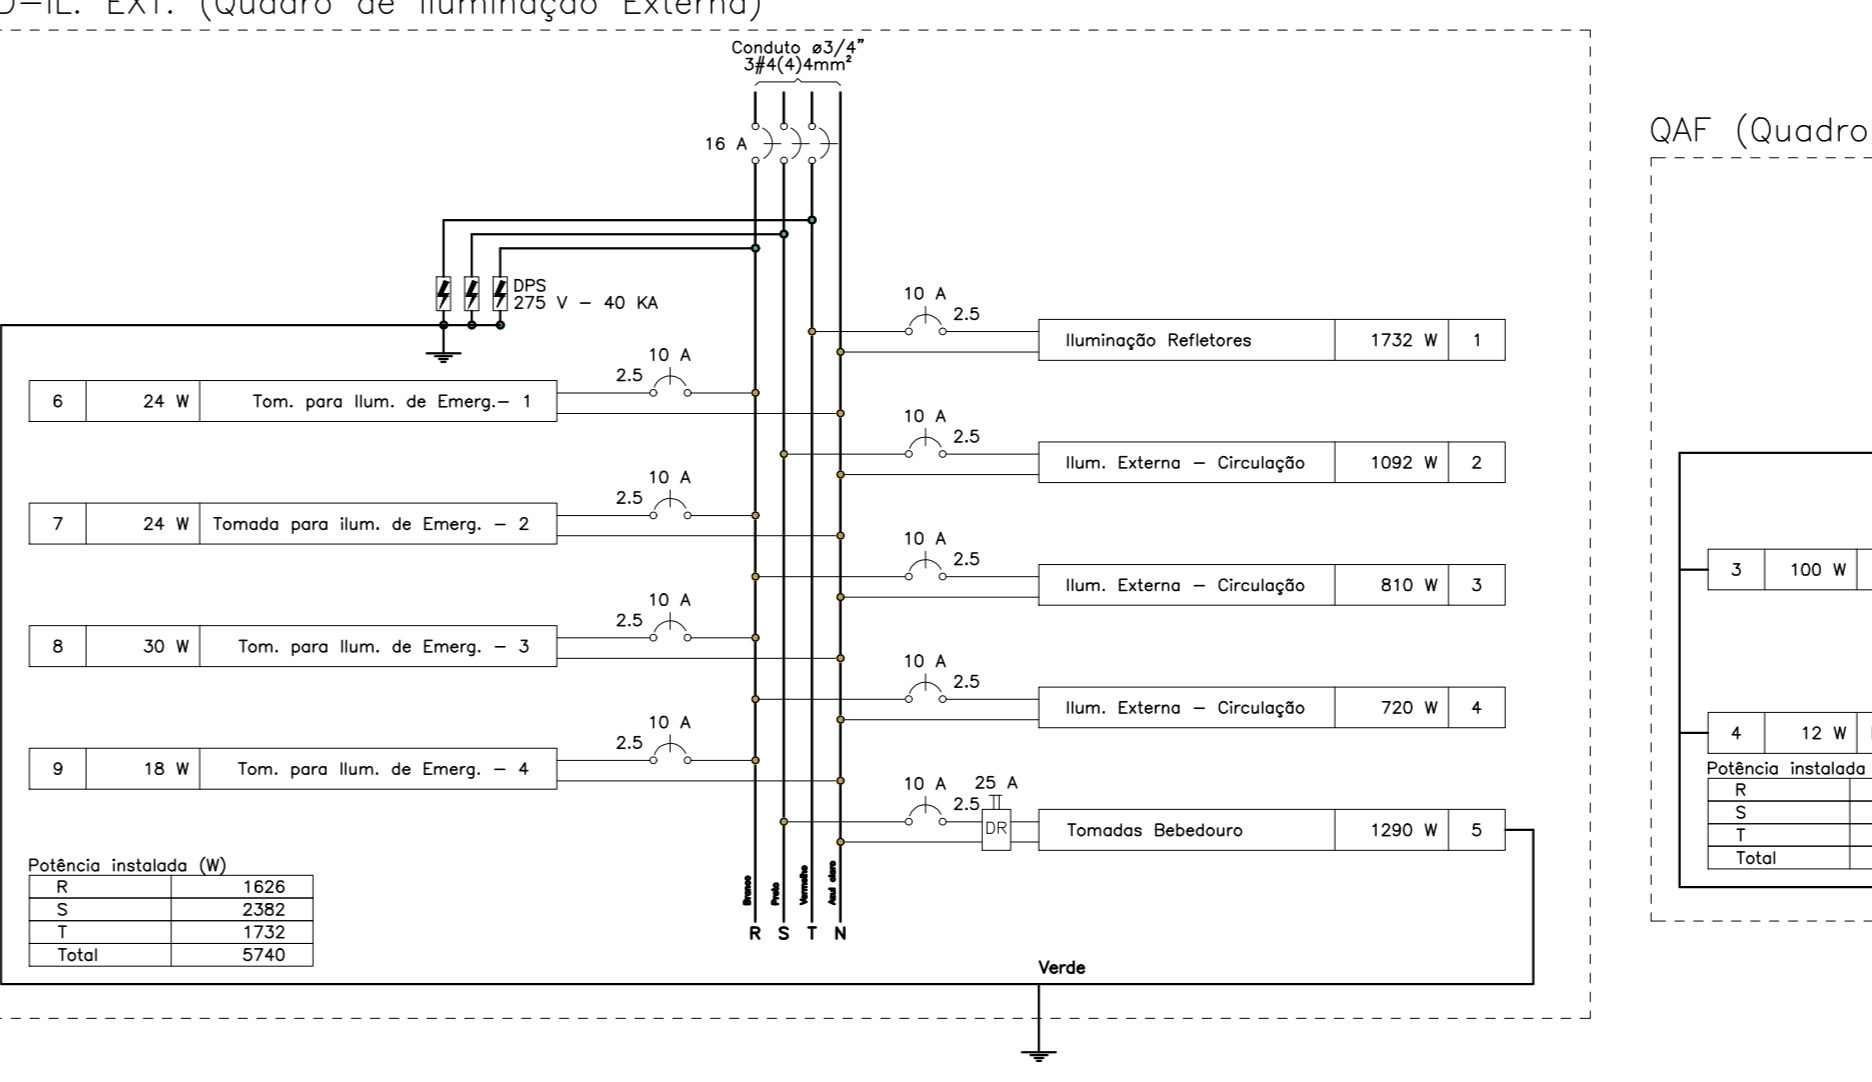 D-IL. EXT. (Quadro de Iluminação Externa)
Conduto ø3/4"
3#4(4)4mm²
16 A
DPS
275 V - 40 KA
10 A
2.5
Iluminação Refletores 1732 W 1
10 A
2.5
6 24 W Tom. para Ilum. de Emerg.- 1
10 A
2.5
Ilum. Externa - Circulação 1092 W 2
10 A
2.5
7 24 W Tomada para ilum. de Emerg. - 2
10 A
2.5
Ilum. Externa - Circulação 810 W 3
10 A
2.5
8 30 W Tom. para Ilum. de Emerg. - 3
10 A
2.5
Ilum. Externa - Circulação 720 W 4
10 A
2.5
9 18 W Tom. para Ilum. de Emerg. - 4
10 A 25 A
2.5
DR
Tomadas Bebedouro 1290 W 5
Potência instalada (W)
R 1626
S 2382
T 1732
Total 5740
Branco
Preto
Vermelho
Azul claro
R S T N
Verde
QAF (Quadro
3 100 W
4 12 W
Potência instalada
R
S
T
Total